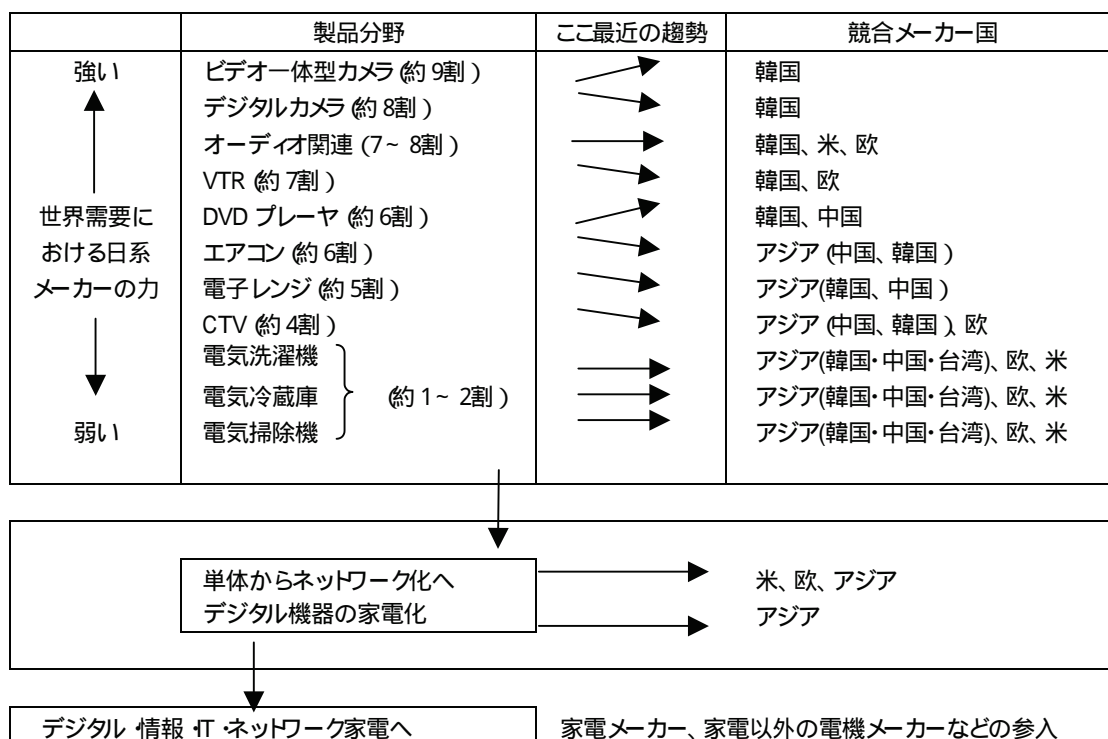 製品分野 ここ最近の趨勢 競合メーカー国
強い ビデオ一体型カメラ(約9割) 韓国
デジタルカメラ(約8割) 韓国
オーディオ関連(7~8割) 韓国、米、欧
VTR(約7割) 韓国、欧
世界需要に DVDプレーヤ(約6割) 韓国、中国
おける日系 エアコン(約6割) アジア(中国、韓国)
メーカーの力 電子レンジ(約5割) アジア(韓国、中国)
CTV(約4割) アジア(中国、韓国)、欧
電気洗濯機 アジア(韓国・中国・台湾)、欧、米
電気冷蔵庫 (約1~2割) アジア(韓国・中国・台湾)、欧、米
弱い 電気掃除機 アジア(韓国・中国・台湾)、欧、米
単体からネットワーク化へ 米、欧、アジア
デジタル機器の家電化 アジア
デジタル・情報・IT・ネットワーク家電へ 家電メーカー、家電以外の電機メーカーなどの参入